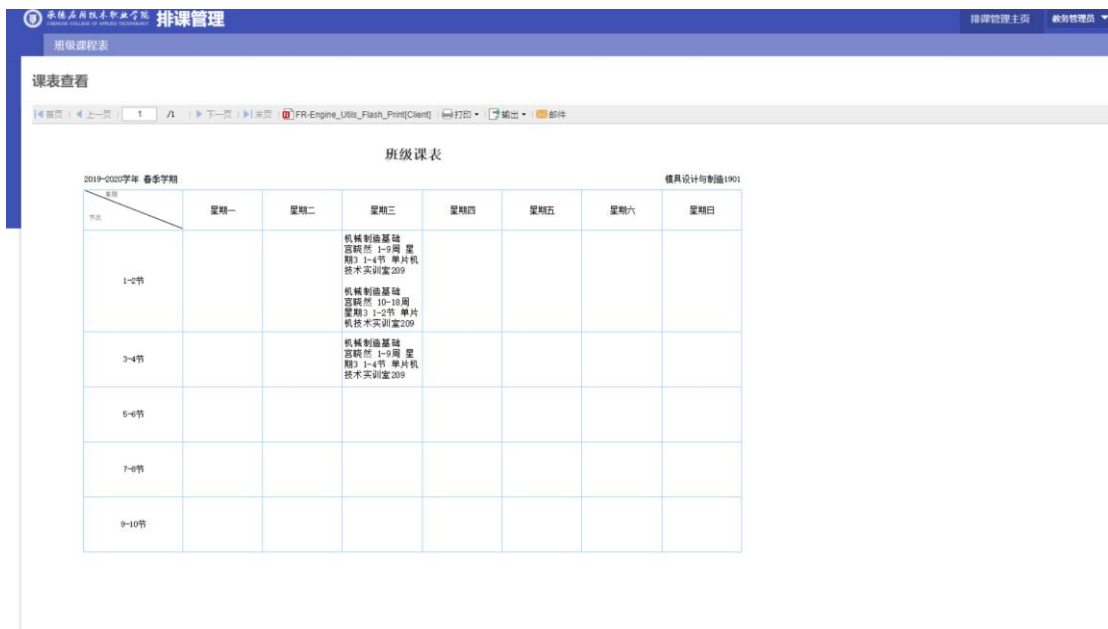 承德应用技术职业学院 排课管理
排课管理主页 教务管理员
班级课程表
课表查看
首页 上一页 1 /1 下一页 末页 FR-Engine_Utils_Flash_Print[Client] 打印 输出 邮件
班级课表
2019-2020学年 春季学期 模具设计与制造1901
星期
节次
星期一 星期二 星期三 星期四 星期五 星期六 星期日
1-2节
机械制造基础
宫晓然 1-9周 星
期3 1-4节 单片机
技术实训室209
机械制造基础
宫晓然 10-18周
星期3 1-2节 单片
机技术实训室209
3-4节
机械制造基础
宫晓然 1-9周 星
期3 1-4节 单片机
技术实训室209
5-6节
7-8节
9-10节